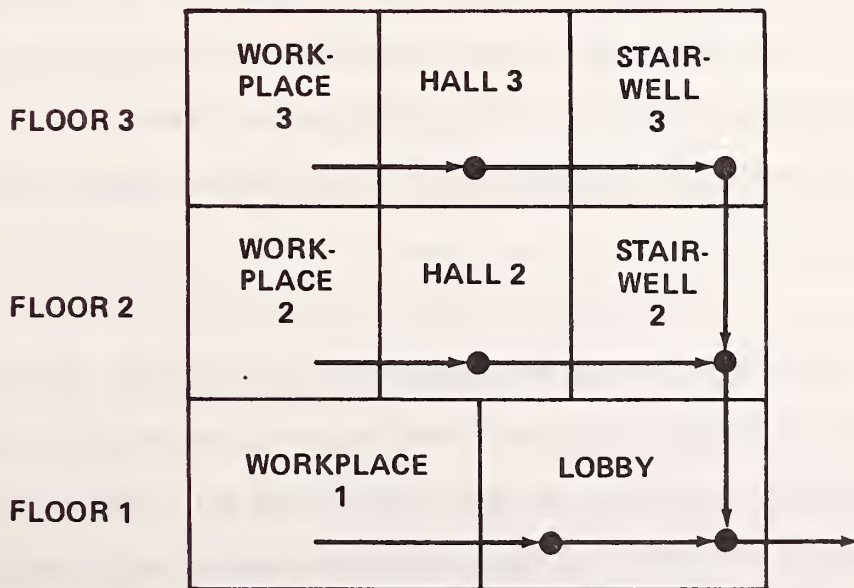 FLOOR 3
WORK-
PLACE
3
HALL 3
STAIR-
WELL
3
FLOOR 2
WORK-
PLACE
2
HALL 2
STAIR-
WELL
2
FLOOR 1
WORKPLACE
1
LOBBY